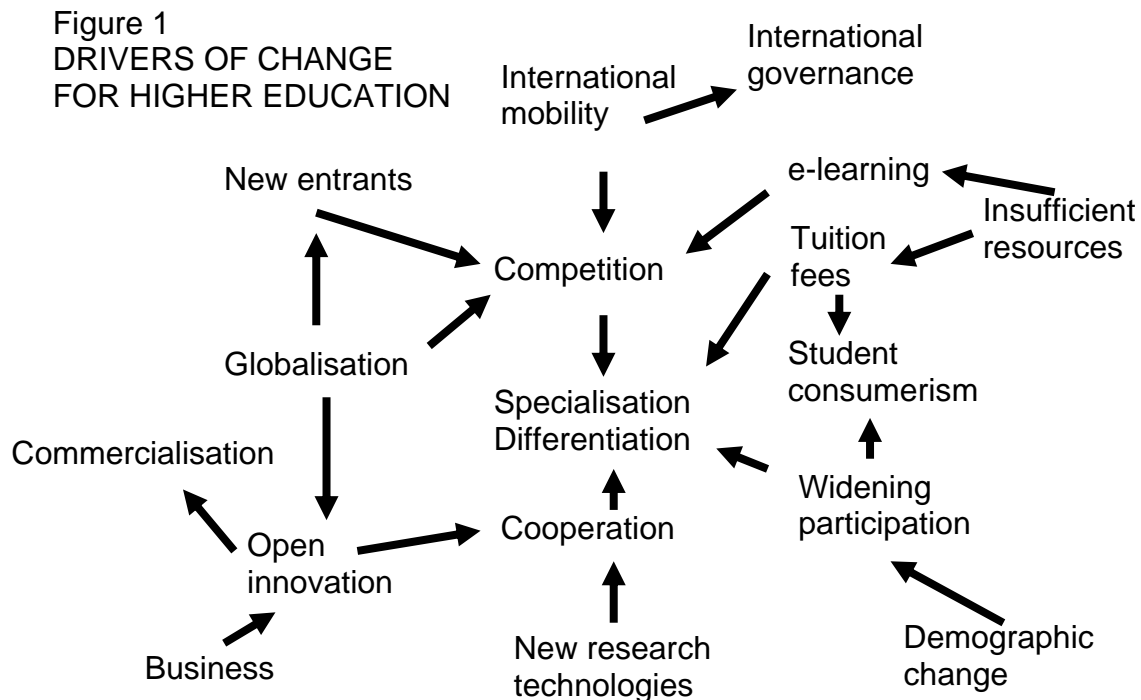 Figure 1
DRIVERS OF CHANGE
FOR HIGHER EDUCATION
International
mobility
International
governance
New entrants
e-learning
Insufficient
resources
Tuition
fees
Competition
Globalisation
Student
consumerism
Specialisation
Differentiation
Commercialisation
Widening
participation
Cooperation
Open
innovation
Business
New research
technologies
Demographic
change